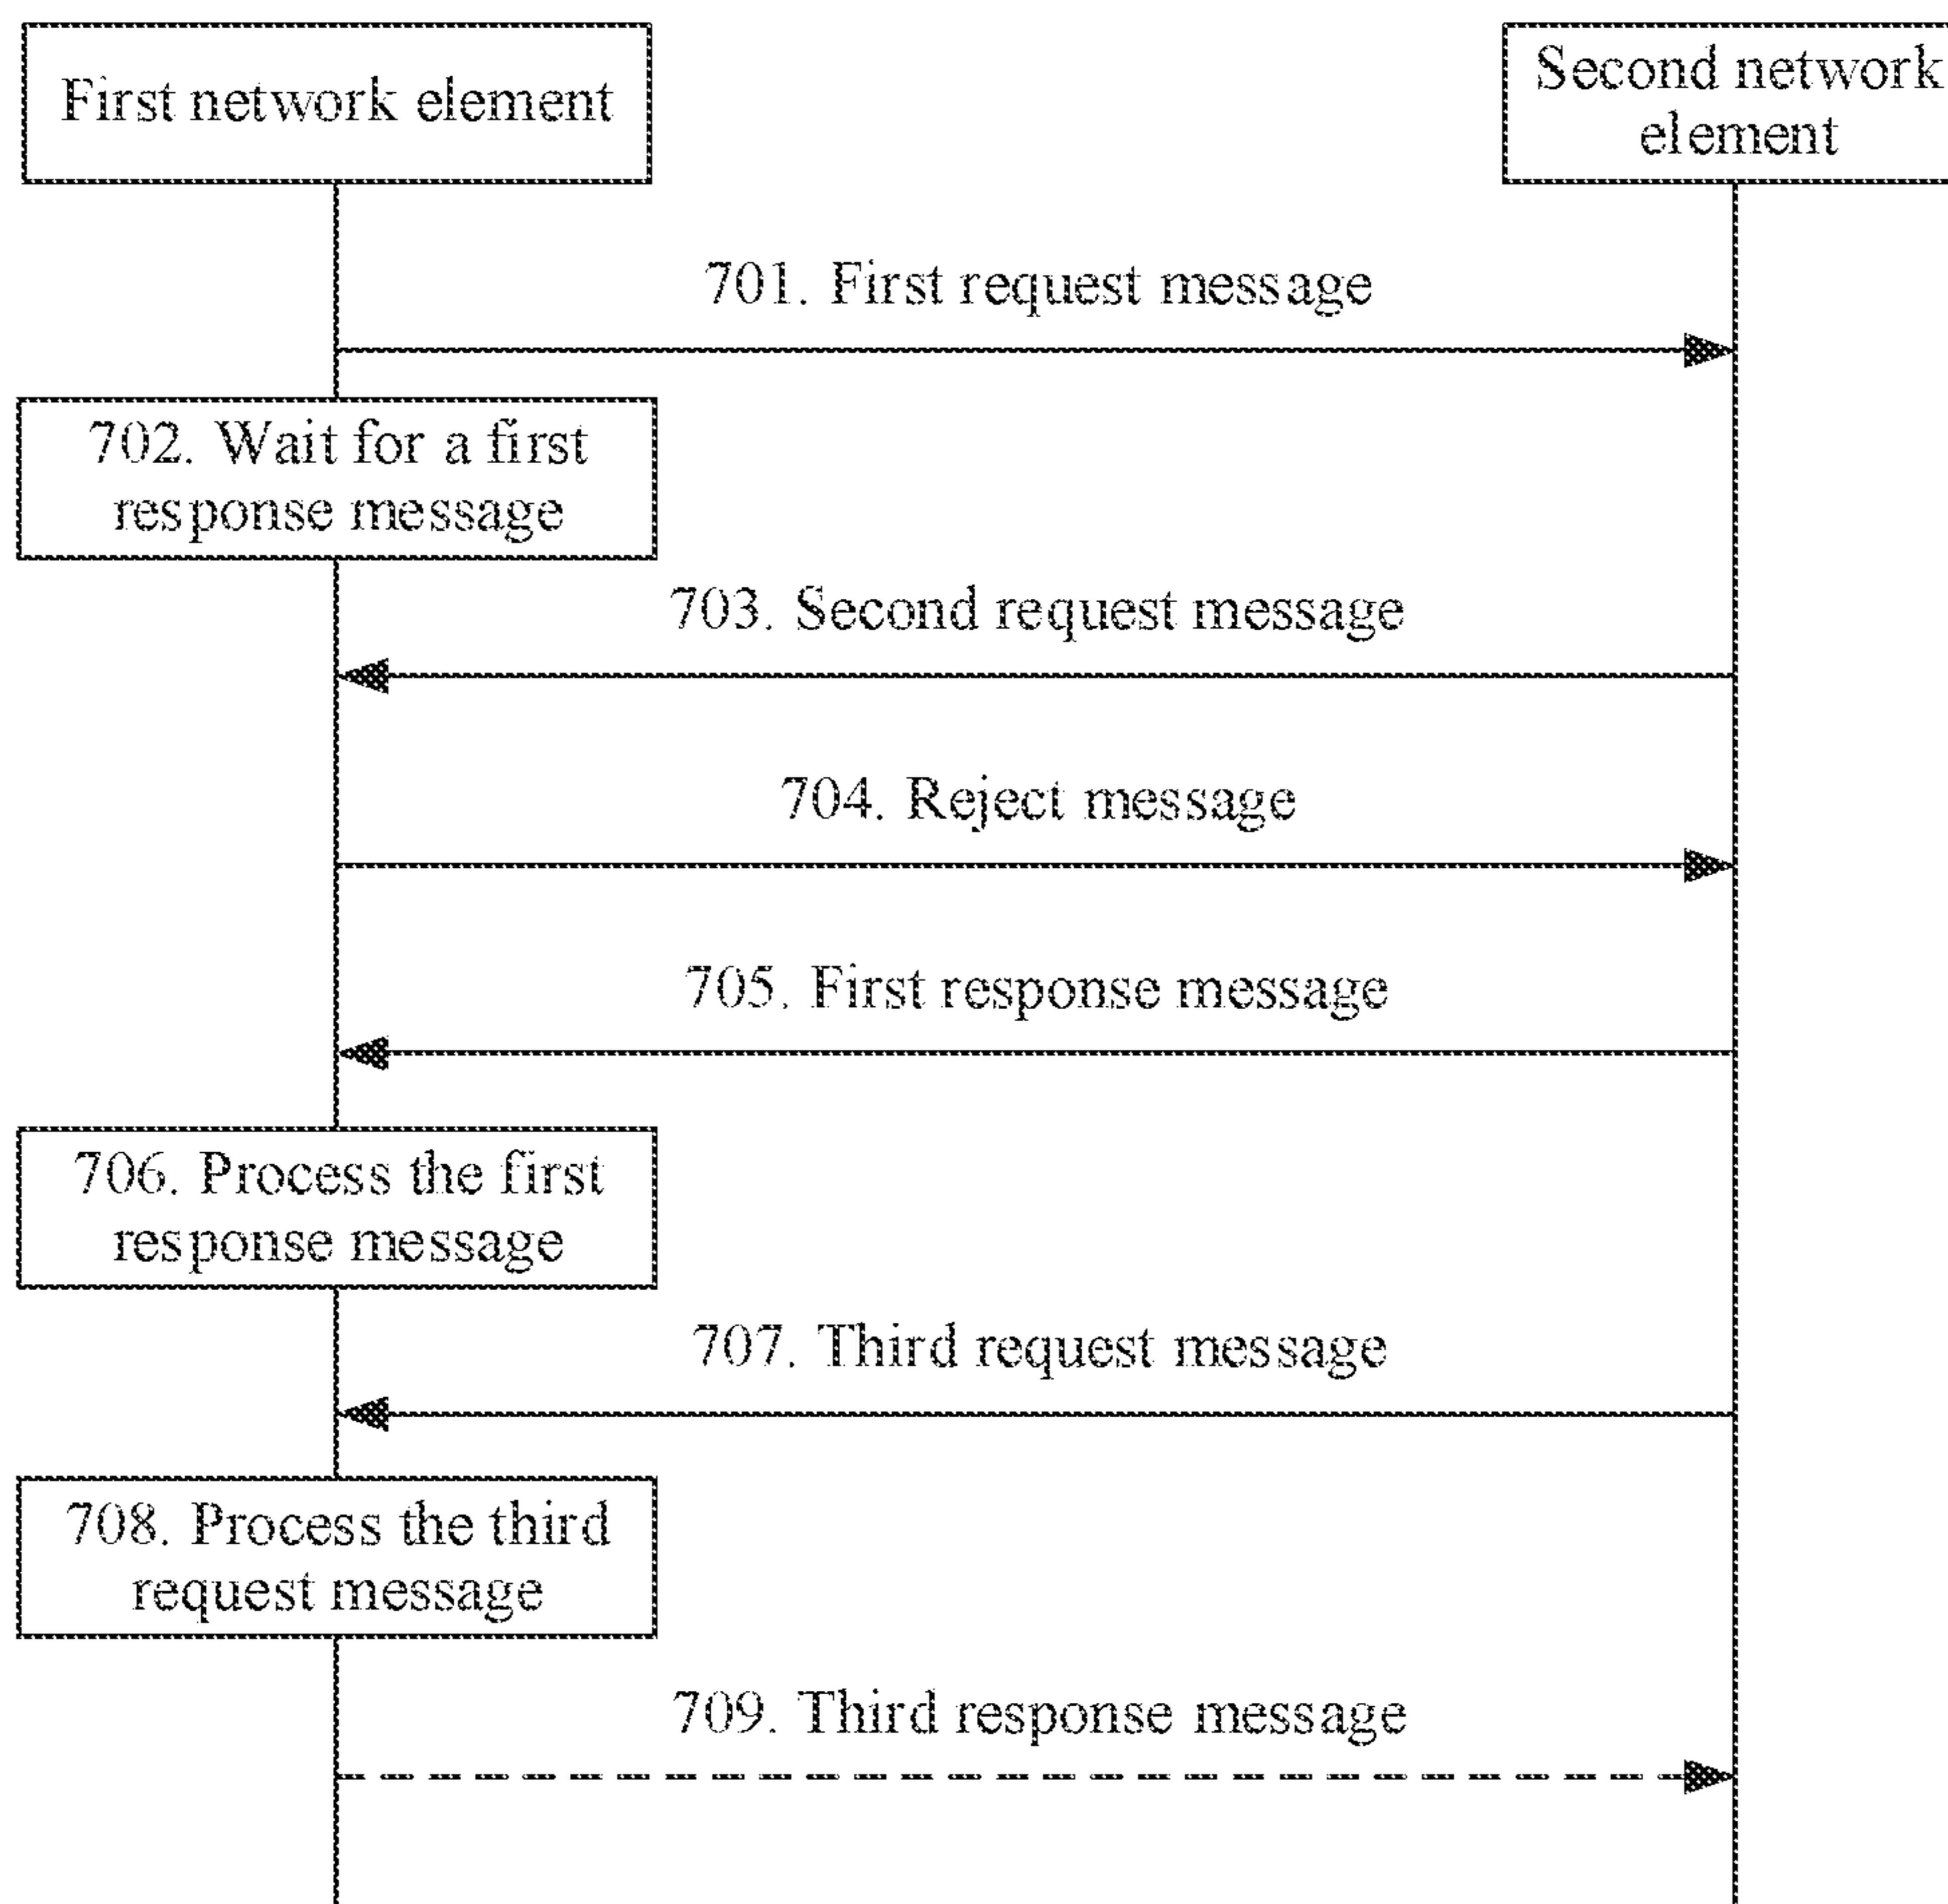 First network element
Second network
element
701. First request message
702. Wait for a first
response message
703. Second request message
704. Reject message
705. First response message
706. Process the first
response message
707. Third request message
708. Process the third
request message
709. Third response message